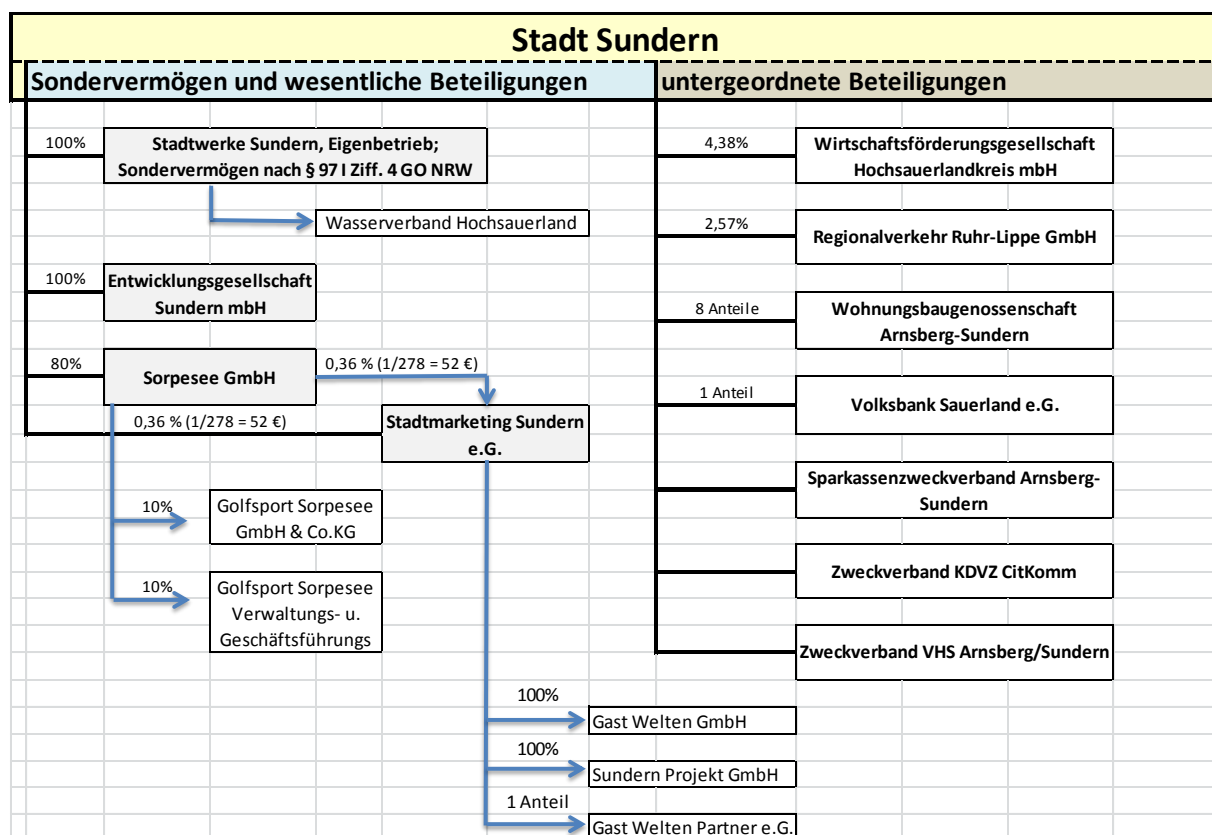 Stadt Sundern
Sondervermögen und wesentliche Beteiligungen
100%
Stadtwerke Sundern, Eigenbetrieb;
Sondervermögen nach § 97 I Ziff. 4 GO NRW
Wasserverband Hochsauerland
100%
Entwicklungsgesellschaft
Sundern mbH
80%
Sorpesee GmbH
0,36 % (1/278 = 52 €)
0,36 % (1/278 = 52 €)
Stadtmarketing Sundern
e.G.
10%
Golfsport Sorpesee
GmbH & Co.KG
10%
Golfsport Sorpesee
Verwaltungs- u.
Geschäftsführungs
100%
Gast Welten GmbH
100%
Sundern Projekt GmbH
1 Anteil
Gast Welten Partner e.G.
untergeordnete Beteiligungen
4,38%
Wirtschaftsförderungsgesellschaft
Hochsauerlandkreis mbH
2,57%
Regionalverkehr Ruhr-Lippe GmbH
8 Anteile
Wohnungsbaugenossenschaft
Arnsberg-Sundern
1 Anteil
Volksbank Sauerland e.G.
Sparkassenzweckverband Arnsberg-
Sundern
Zweckverband KDVZ CitKomm
Zweckverband VHS Arnsberg/Sundern